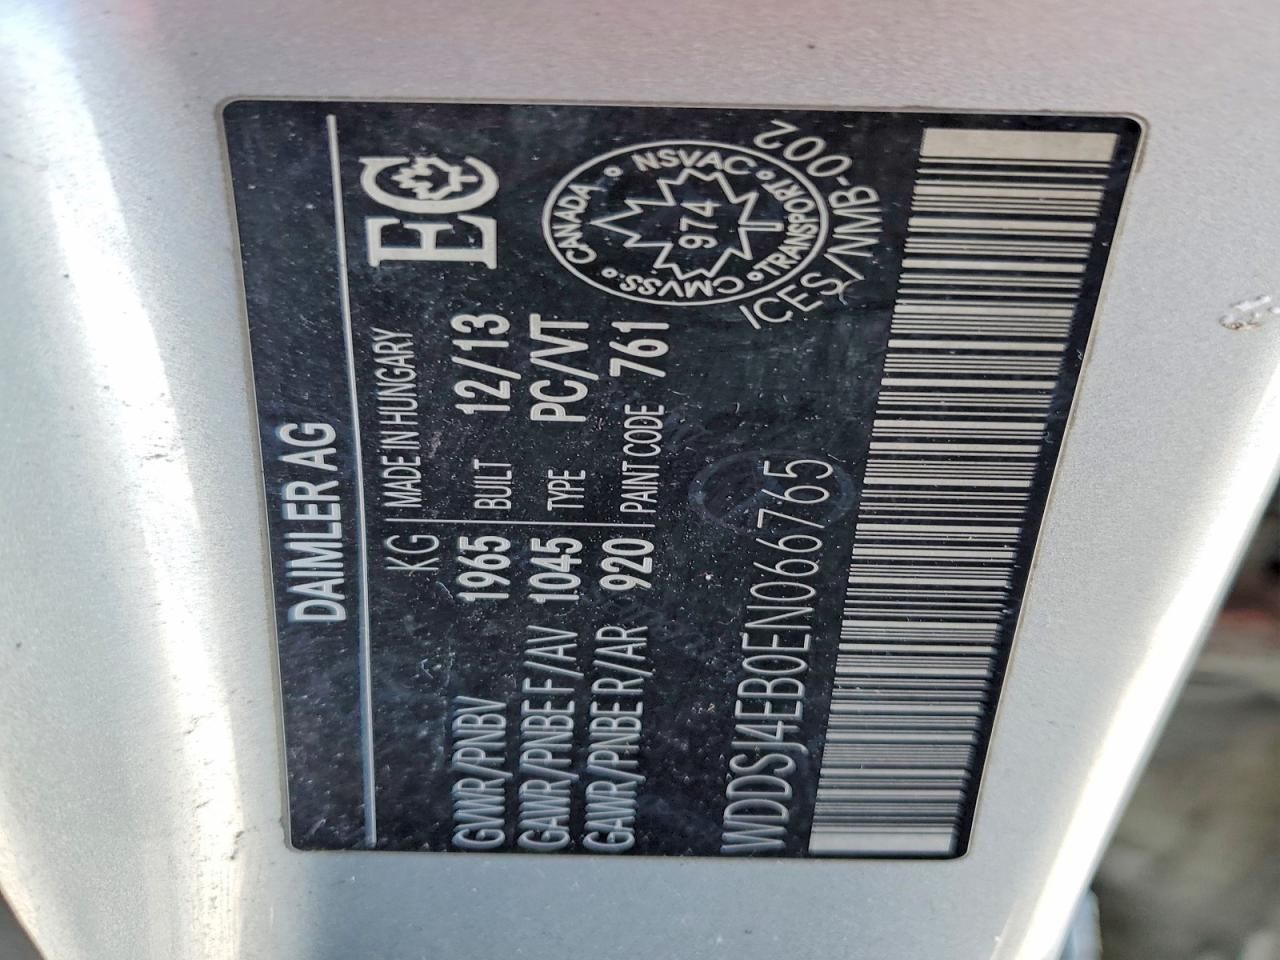 DAIMLER AG
KG MADE IN HUNGARY EC
GVWR/PNBV 1965 BUILT 12/13
GAWR/PNBE F/AV 1045 TYPE PC/VT
GAWR/PNBE R/AR 920 PAINT CODE 761
CANADA NSVAC TRANSPORT CMVSS
974
ICES/NMB-002
WDDSJ4EB0EN066765